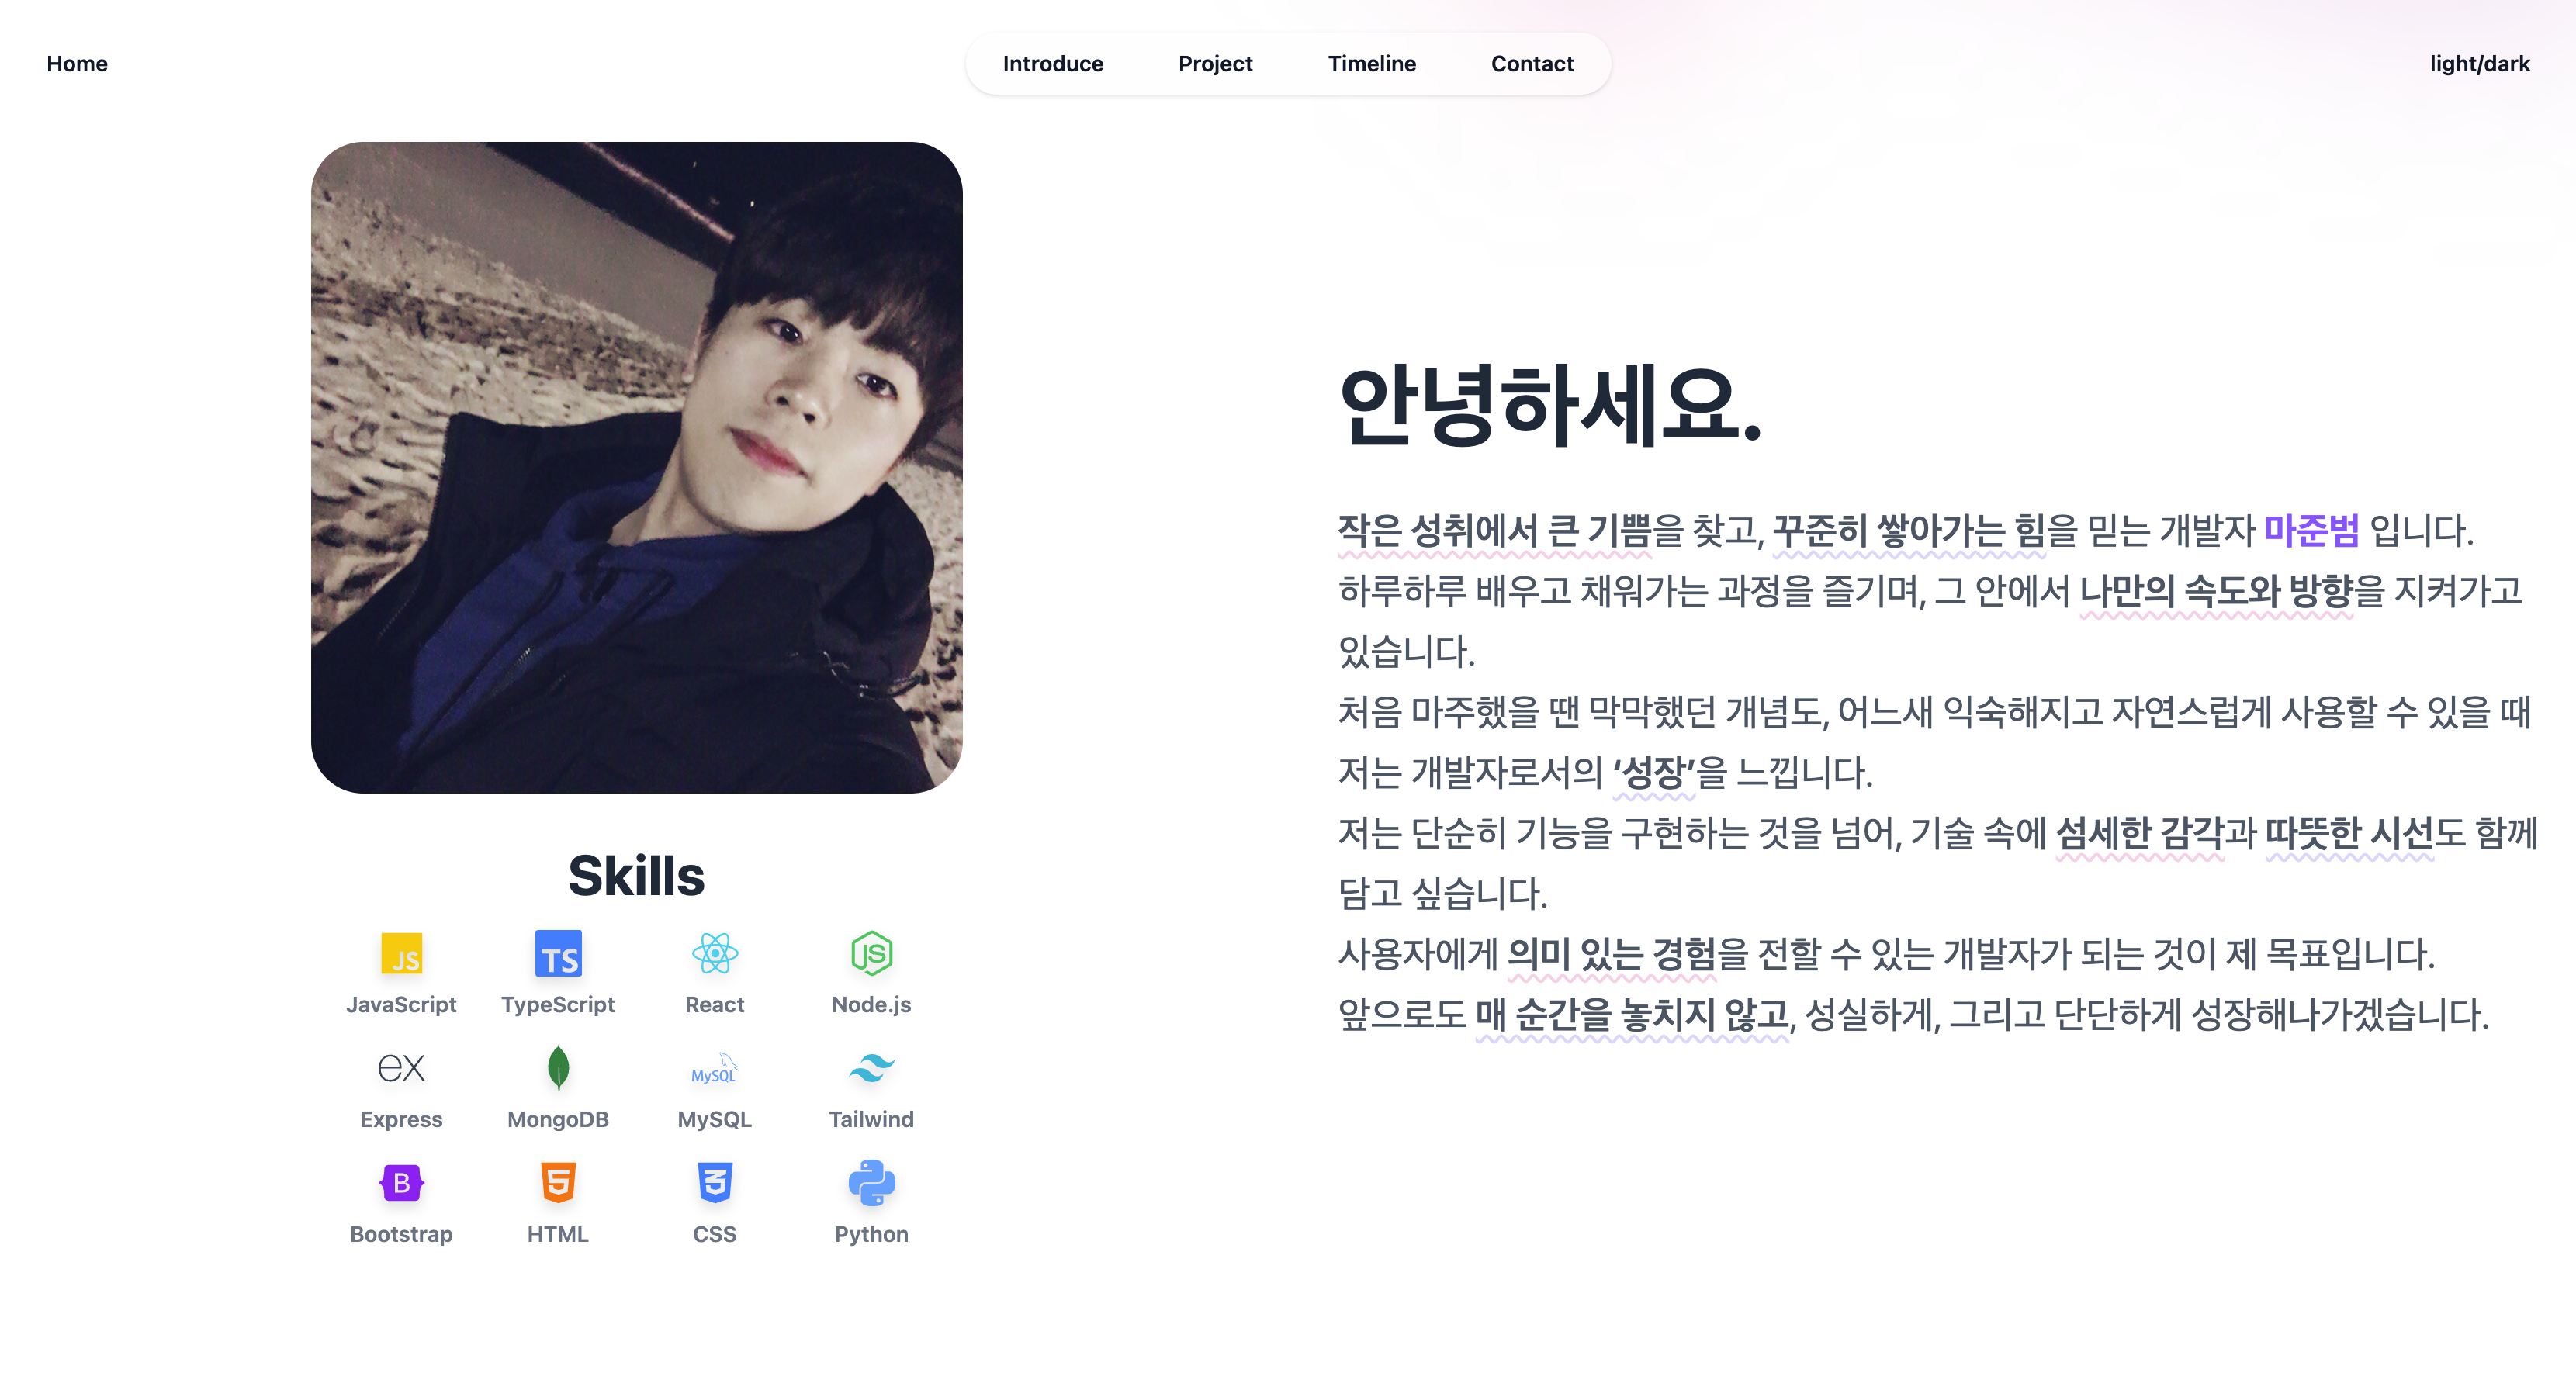 Home
Introduce Project Timeline Contact
light/dark
안녕하세요.
작은 성취에서 큰 기쁨을 찾고, 꾸준히 쌓아가는 힘을 믿는 개발자 마준범 입니다.
하루하루 배우고 채워가는 과정을 즐기며, 그 안에서 나만의 속도와 방향을 지켜가고
있습니다.
처음 마주했을 땐 막막했던 개념도, 어느새 익숙해지고 자연스럽게 사용할 수 있을 때
저는 개발자로서의 ‘성장’을 느낍니다.
저는 단순히 기능을 구현하는 것을 넘어, 기술 속에 섬세한 감각과 따뜻한 시선도 함께
담고 싶습니다.
사용자에게 의미 있는 경험을 전할 수 있는 개발자가 되는 것이 제 목표입니다.
앞으로도 매 순간을 놓치지 않고, 성실하게, 그리고 단단하게 성장해나가겠습니다.
Skills
JS TS JS
JavaScript TypeScript React Node.js
ex MySQL
Express MongoDB MySQL Tailwind
B 5 3
Bootstrap HTML CSS Python